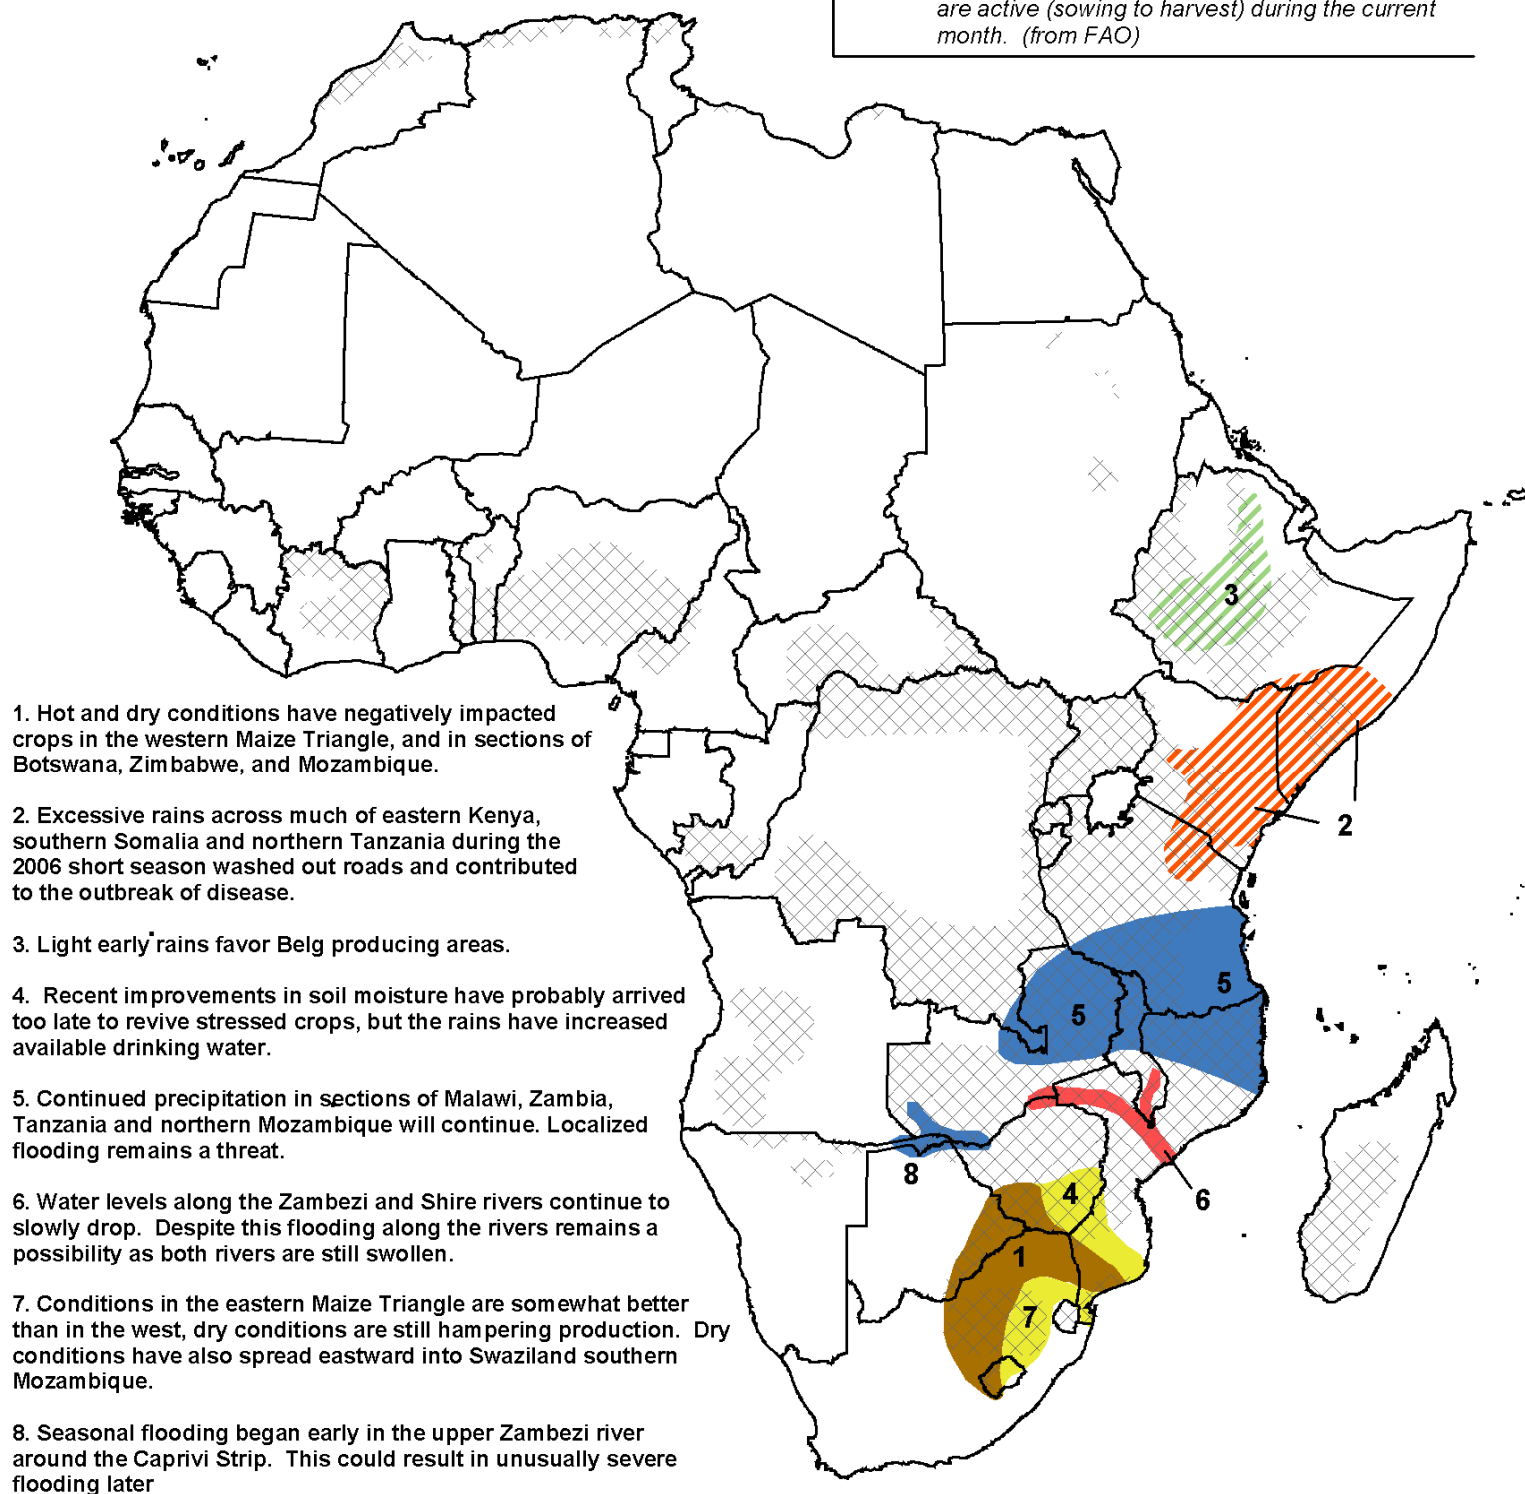 are active (sowing to harvest) during the current
month. (from FAO)
1. Hot and dry conditions have negatively impacted
crops in the western Maize Triangle, and in sections of
Botswana, Zimbabwe, and Mozambique.
2. Excessive rains across much of eastern Kenya,
southern Somalia and northern Tanzania during the
2006 short season washed out roads and contributed
to the outbreak of disease.
3. Light early rains favor Belg producing areas.
4. Recent improvements in soil moisture have probably arrived
too late to revive stressed crops, but the rains have increased
available drinking water.
5. Continued precipitation in sections of Malawi, Zambia,
Tanzania and northern Mozambique will continue. Localized
flooding remains a threat.
6. Water levels along the Zambezi and Shire rivers continue to
slowly drop. Despite this flooding along the rivers remains a
possibility as both rivers are still swollen.
7. Conditions in the eastern Maize Triangle are somewhat better
than in the west, dry conditions are still hampering production. Dry
conditions have also spread eastward into Swaziland southern
Mozambique.
8. Seasonal flooding began early in the upper Zambezi river
around the Caprivi Strip. This could result in unusually severe
flooding later
3
2
5
5
8
4
6
1
7